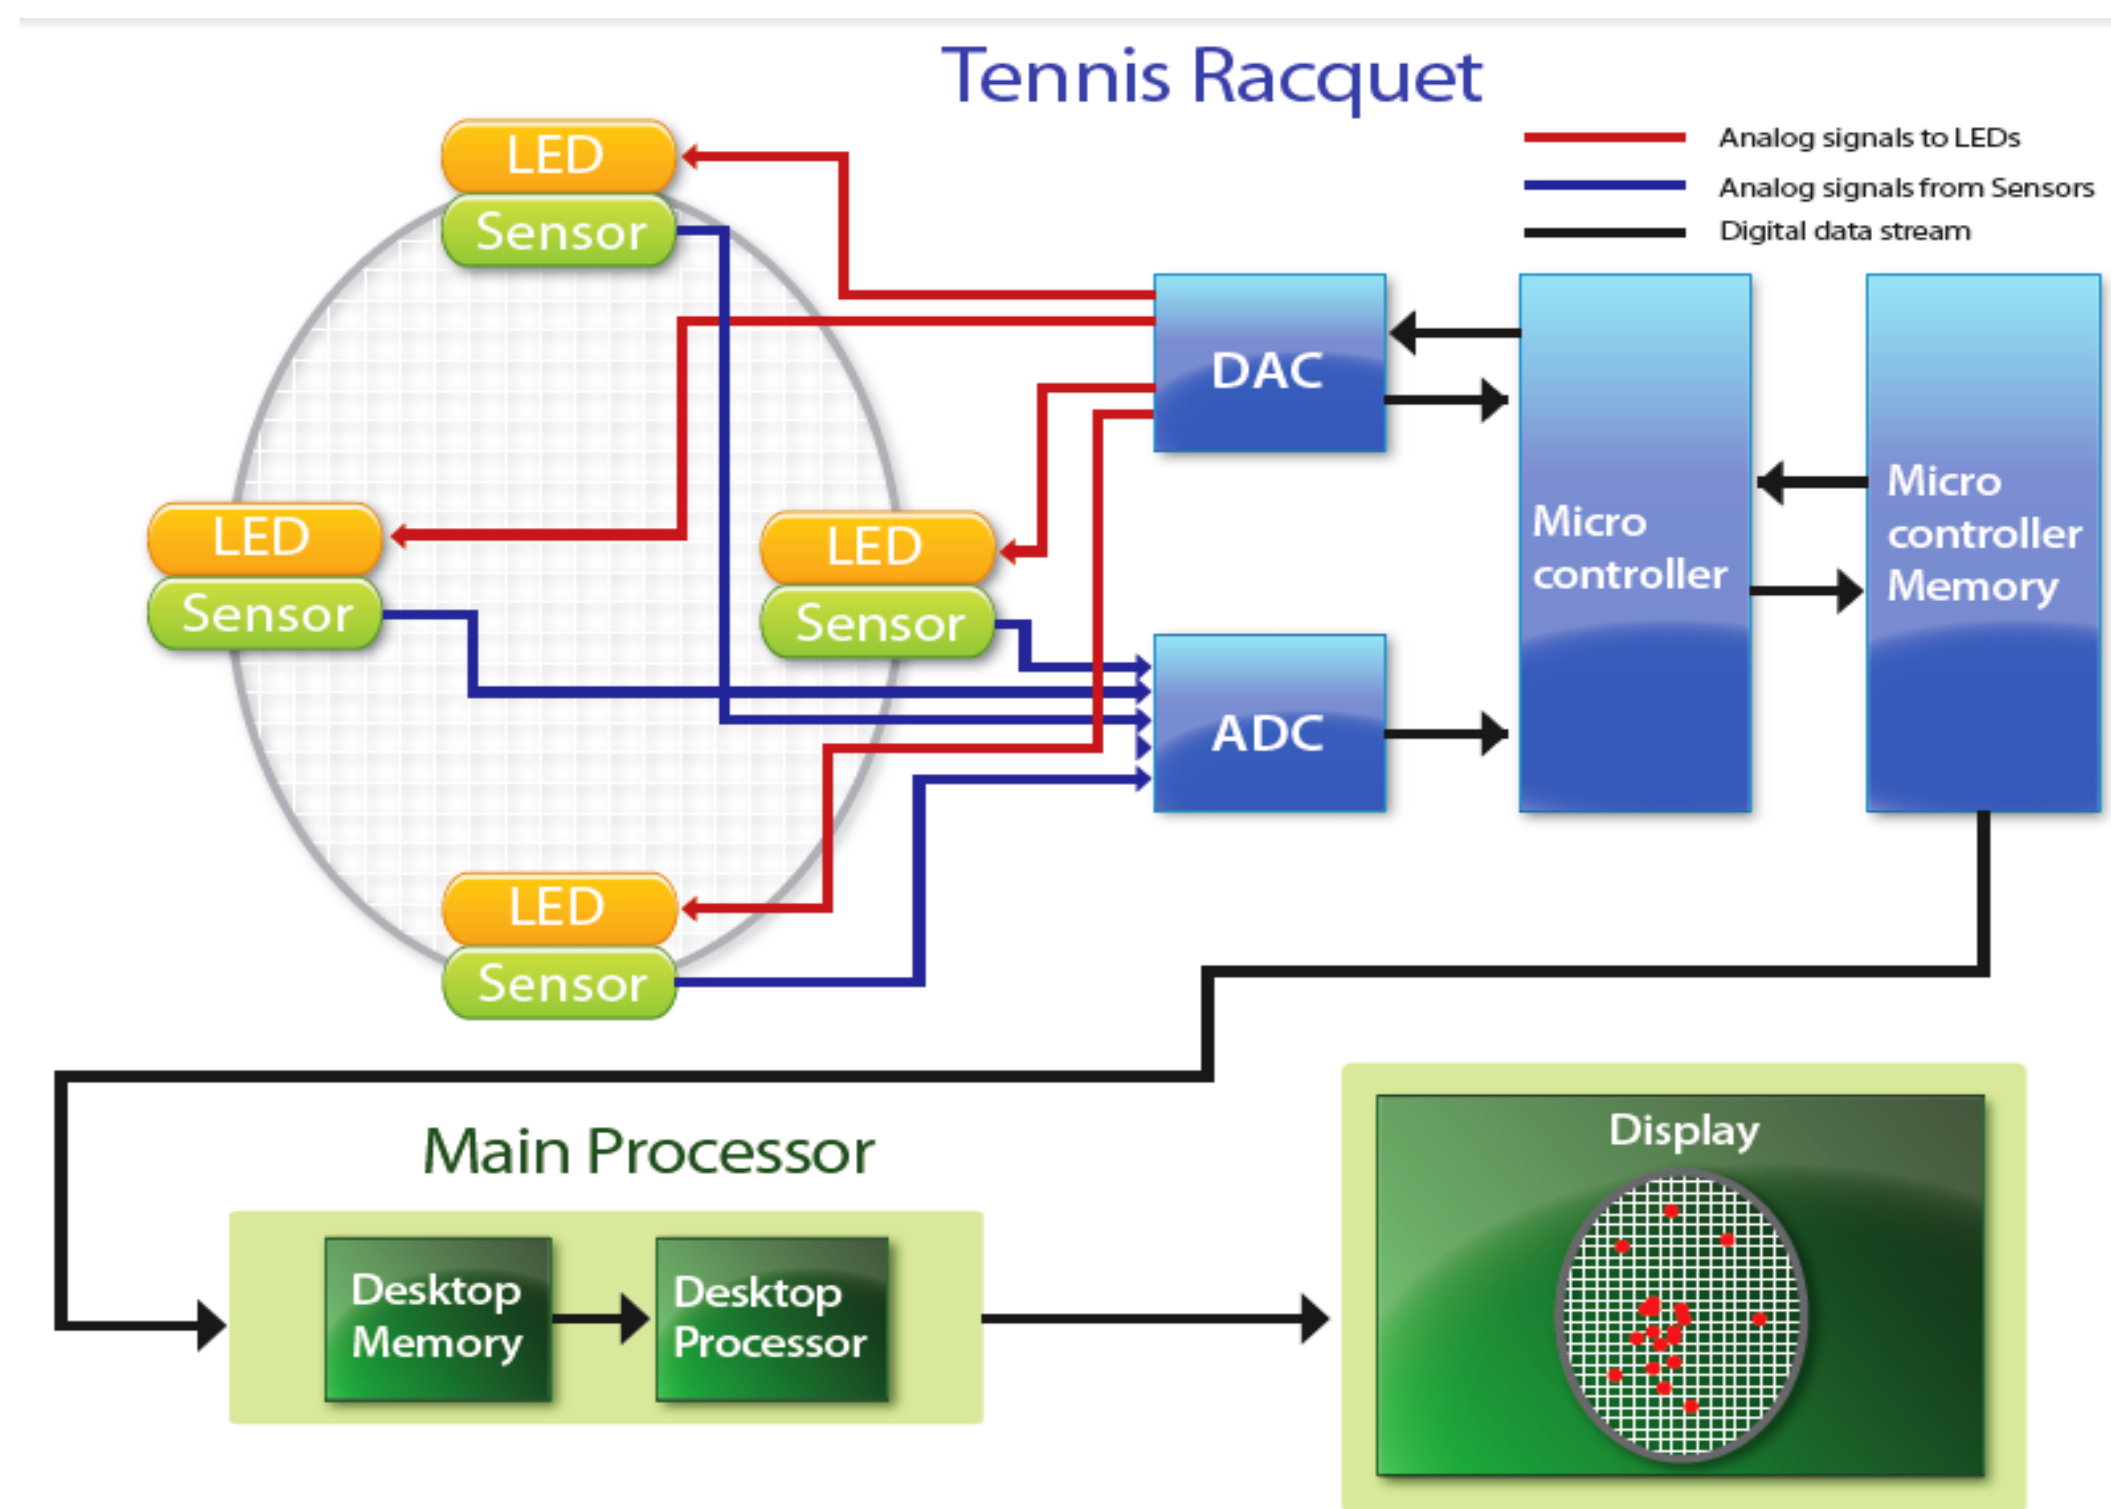 Tennis Racquet
Analog signals to LEDs
Analog signals from Sensors
Digital data stream
LED
Sensor
LED
Sensor
LED
Sensor
LED
Sensor
DAC
ADC
Micro
controller
Micro
controller
Memory
Main Processor
Desktop
Memory
Desktop
Processor
Display